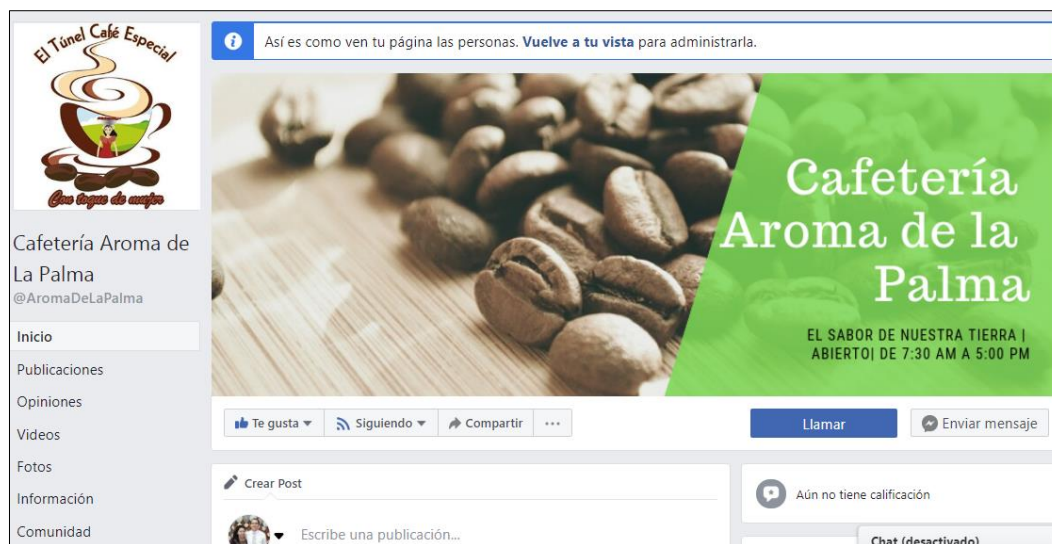 El Túnel Café Especial
Con toque de mujer
Cafetería Aroma de
La Palma
@AromaDeLaPalma
Inicio
Publicaciones
Opiniones
Videos
Fotos
Información
Comunidad
Así es como ven tu página las personas. Vuelve a tu vista para administrarla.
Cafetería
Aroma de la
Palma
EL SABOR DE NUESTRA TIERRA |
ABIERTO| DE 7:30 AM A 5:00 PM
Te gusta
Siguiendo
Compartir
Llamar
Enviar mensaje
Crear Post
Escribe una publicación...
Aún no tiene calificación
Chat (desactivado)